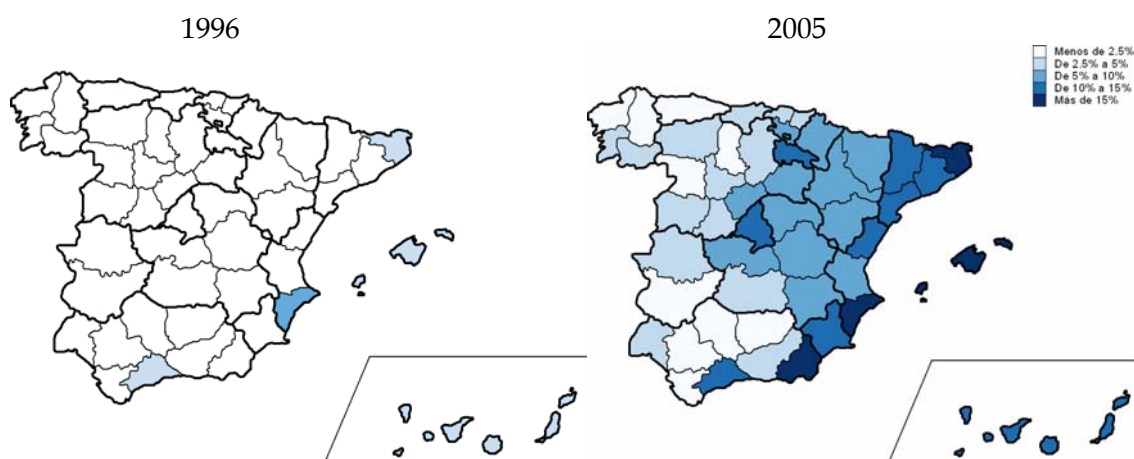 1996
2005
Menos de 2.5%
De 2.5% a 5%
De 5% a 10%
De 10% a 15%
Más de 15%